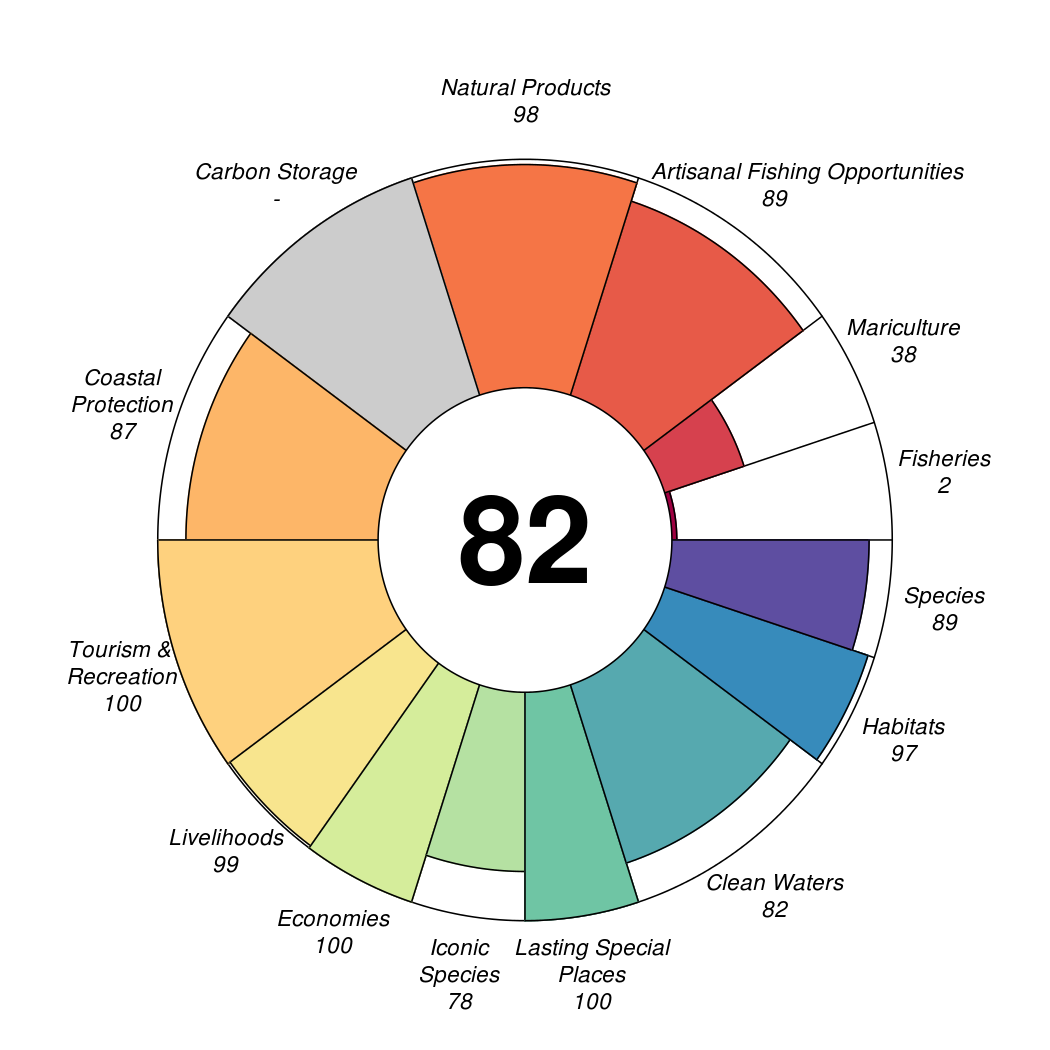 Natural Products
98
Artisanal Fishing Opportunities
89
Carbon Storage
-
Mariculture
38
Coastal
Protection
87
Fisheries
2
82
Species
89
Tourism &
Recreation
100
Habitats
97
Livelihoods
99
Clean Waters
82
Economies
100
Iconic
Species
78
Lasting Special
Places
100